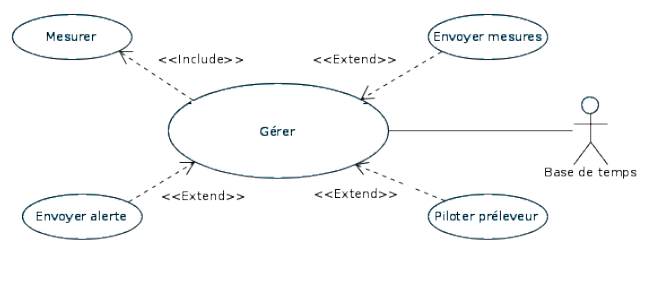 Mesurer
Envoyer mesures
<<Include>>
<<Extend>>
Gérer
Base de temps
<<Extend>>
<<Extend>>
Envoyer alerte
Piloter préleveur